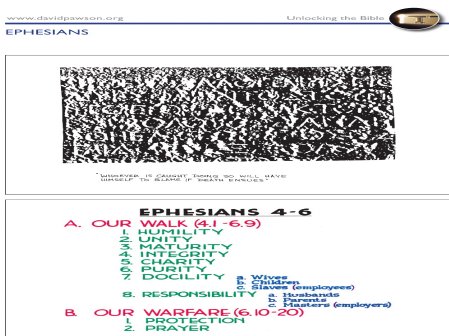 www.davidpawson.org Unlocking the Bible
EPHESIANS
"WHOEVER IS CAUGHT DOING SO WILL HAVE
HIMSELF TO BLAME IF DEATH ENSUES"
EPHESIANS 4-6
A. OUR WALK (4.1-6.9)
1. HUMILITY
2. UNITY
3. MATURITY
4. INTEGRITY
5. CHARITY
6. PURITY
7. DOCILITY a. Wives
b. Children
c. Slaves (employees)
8. RESPONSIBILITY a. Husbands
b. Parents
c. Masters (employers)
B. OUR WARFARE (6.10-20)
1. PROTECTION
2. PRAYER